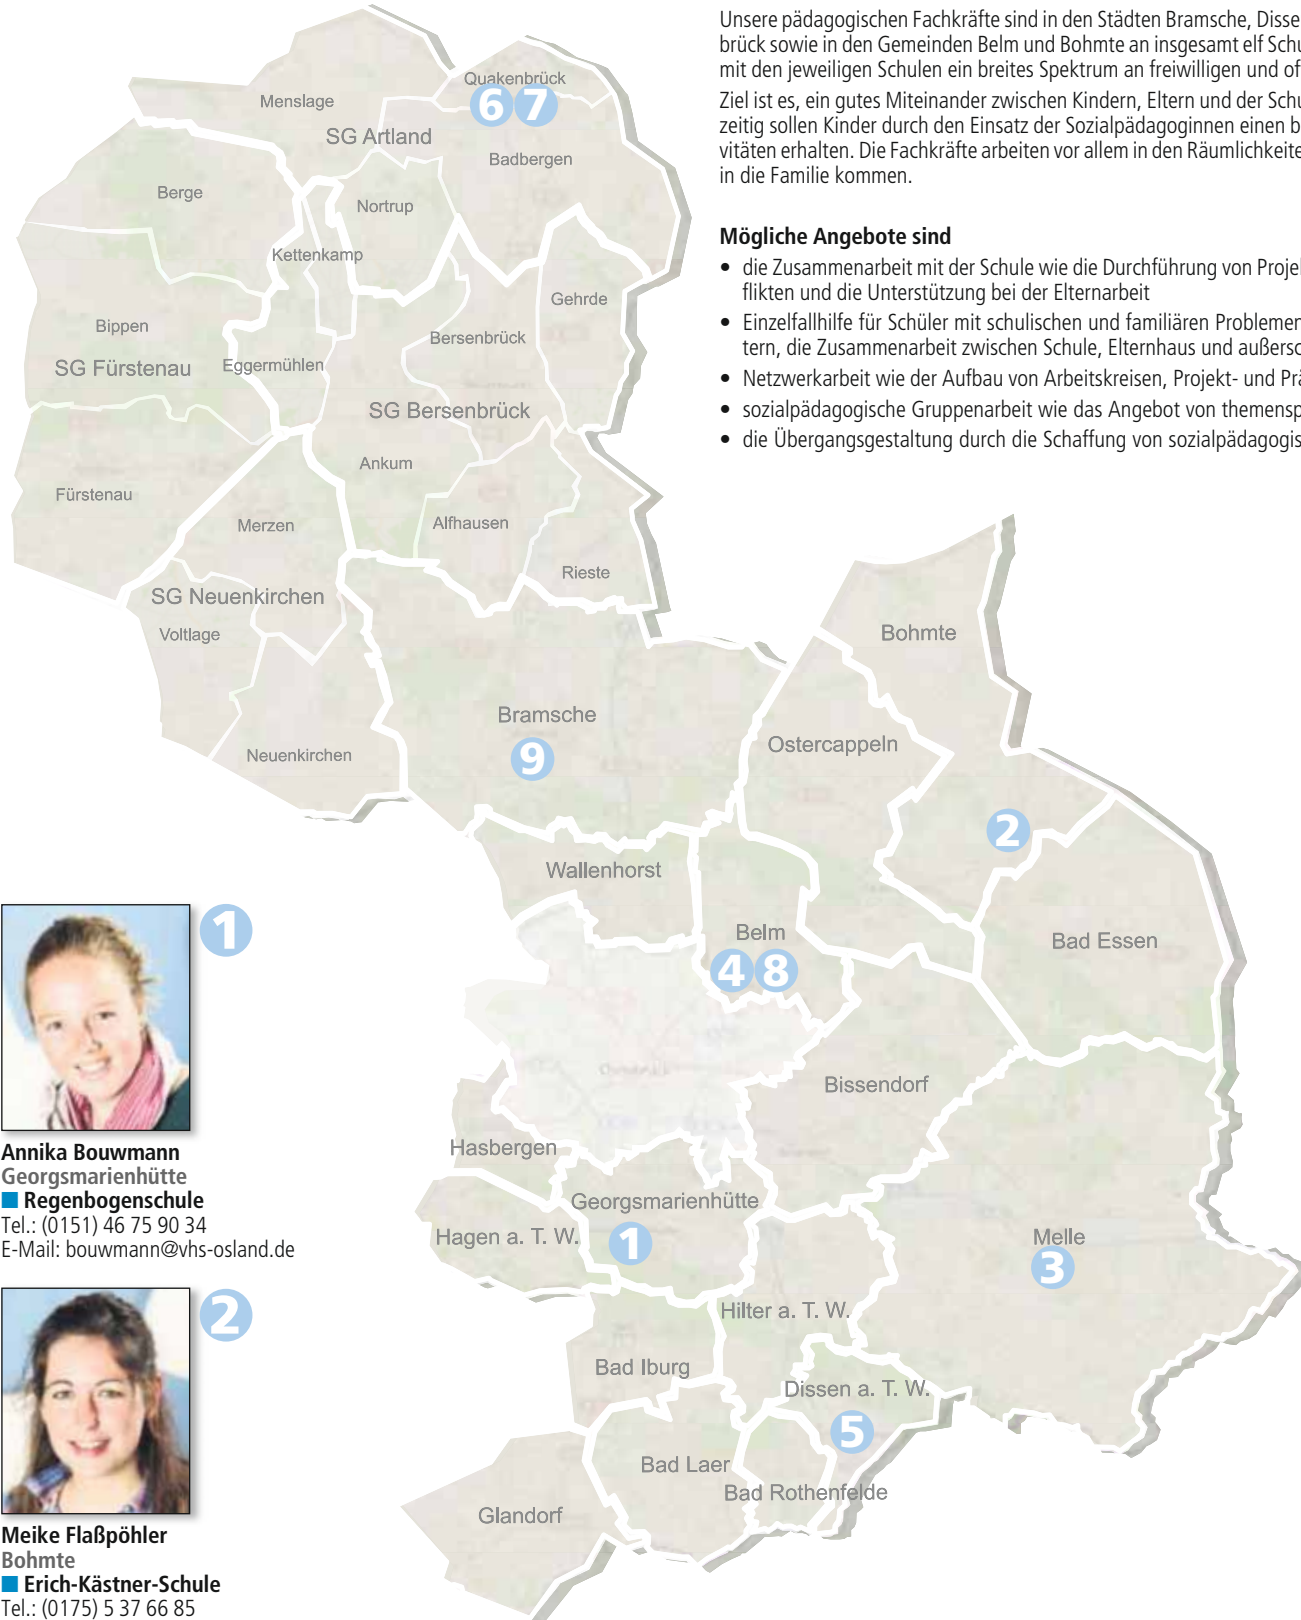 Unsere pädagogischen Fachkräfte sind in den Städten Bramsche, Disse
brück sowie in den Gemeinden Belm und Bohmte an insgesamt elf Schu
mit den jeweiligen Schulen ein breites Spektrum an freiwilligen und of
Ziel ist es, ein gutes Miteinander zwischen Kindern, Eltern und der Schu
zeitig sollen Kinder durch den Einsatz der Sozialpädagoginnen einen b
vitäten erhalten. Die Fachkräfte arbeiten vor allem in den Räumlichkeite
in die Familie kommen.
Mögliche Angebote sind
• die Zusammenarbeit mit der Schule wie die Durchführung von Projek
flikten und die Unterstützung bei der Elternarbeit
• Einzelfallhilfe für Schüler mit schulischen und familiären Problemen
tern, die Zusammenarbeit zwischen Schule, Elternhaus und außersc
• Netzwerkarbeit wie der Aufbau von Arbeitskreisen, Projekt- und Prä
• sozialpädagogische Gruppenarbeit wie das Angebot von themensp
• die Übergangsgestaltung durch die Schaffung von sozialpädagogis
Quakenbrück
6 7
Menslage
SG Artland
Badbergen
Berge
Nortrup
Kettenkamp
Gehrde
Bippen
Bersenbrück
SG Fürstenau
Eggermühlen
SG Bersenbrück
Ankum
Fürstenau
Merzen
Alfhausen
Rieste
SG Neuenkirchen
Voltlage
Bohmte
Bramsche
9
Neuenkirchen
Ostercappeln
2
Wallenhorst
Belm
4 8
Bad Essen
Bissendorf
Hasbergen
Georgsmarienhütte
1
Hagen a. T. W.
Melle
3
Hilter a. T. W.
Bad Iburg
Dissen a. T. W.
5
Bad Laer
Bad Rothenfelde
Glandorf
1
Annika Bouwmann
Georgsmarienhütte
■ Regenbogenschule
Tel.: (0151) 46 75 90 34
E-Mail: bouwmann@vhs-osland.de
2
Meike Flaßpöhler
Bohmte
■ Erich-Kästner-Schule
Tel.: (0175) 5 37 66 85